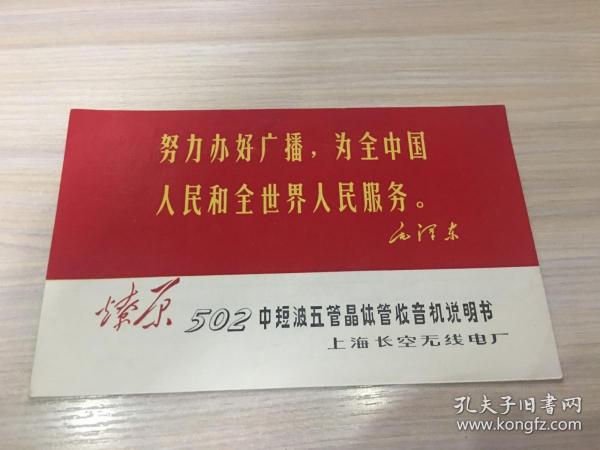 努力办好广播，为全中国
人民和全世界人民服务。
毛泽东
燎原 502 中短波五管晶体管收音机说明书
上海长空无线电厂
孔夫子旧书网
www.kongfz.com